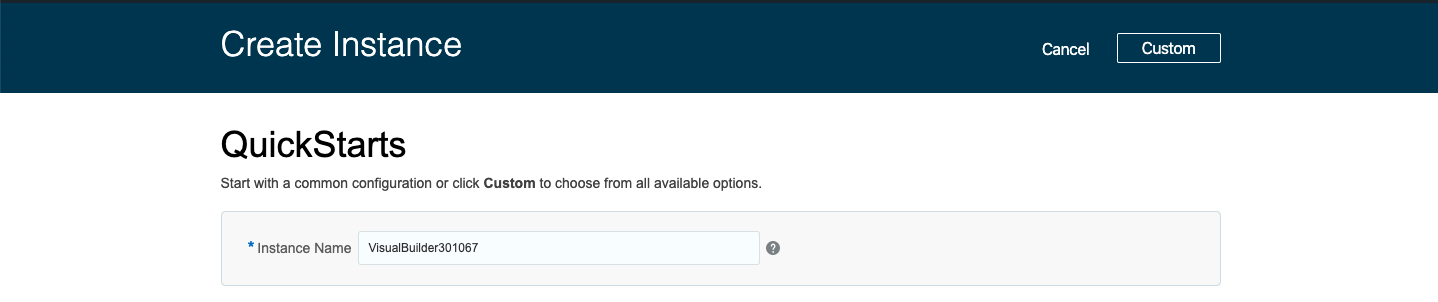 Create Instance
Cancel
Custom
QuickStarts
Start with a common configuration or click Custom to choose from all available options.
* Instance Name VisualBuilder301067 ?